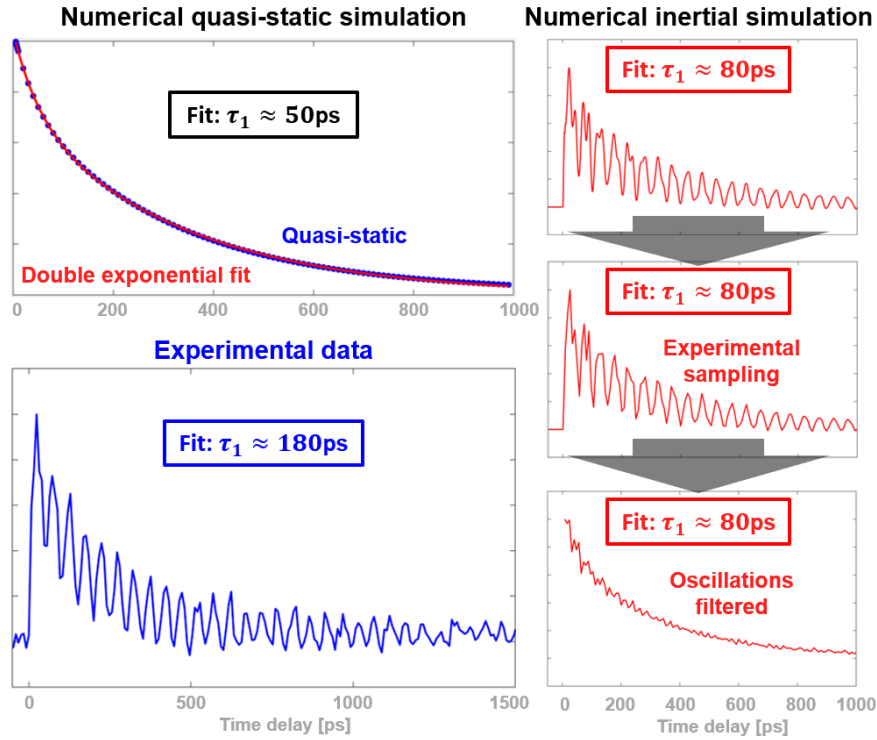 Numerical quasi-static simulation
Fit: τ₁ ≈ 50ps
Quasi-static
Double exponential fit
0 200 400 600 800 1000
Experimental data
Fit: τ₁ ≈ 180ps
0 500 1000 1500
Time delay [ps]
Numerical inertial simulation
Fit: τ₁ ≈ 80ps
Fit: τ₁ ≈ 80ps
Experimental
sampling
Fit: τ₁ ≈ 80ps
Oscillations
filtered
0 200 400 600 800 1000
Time delay [ps]